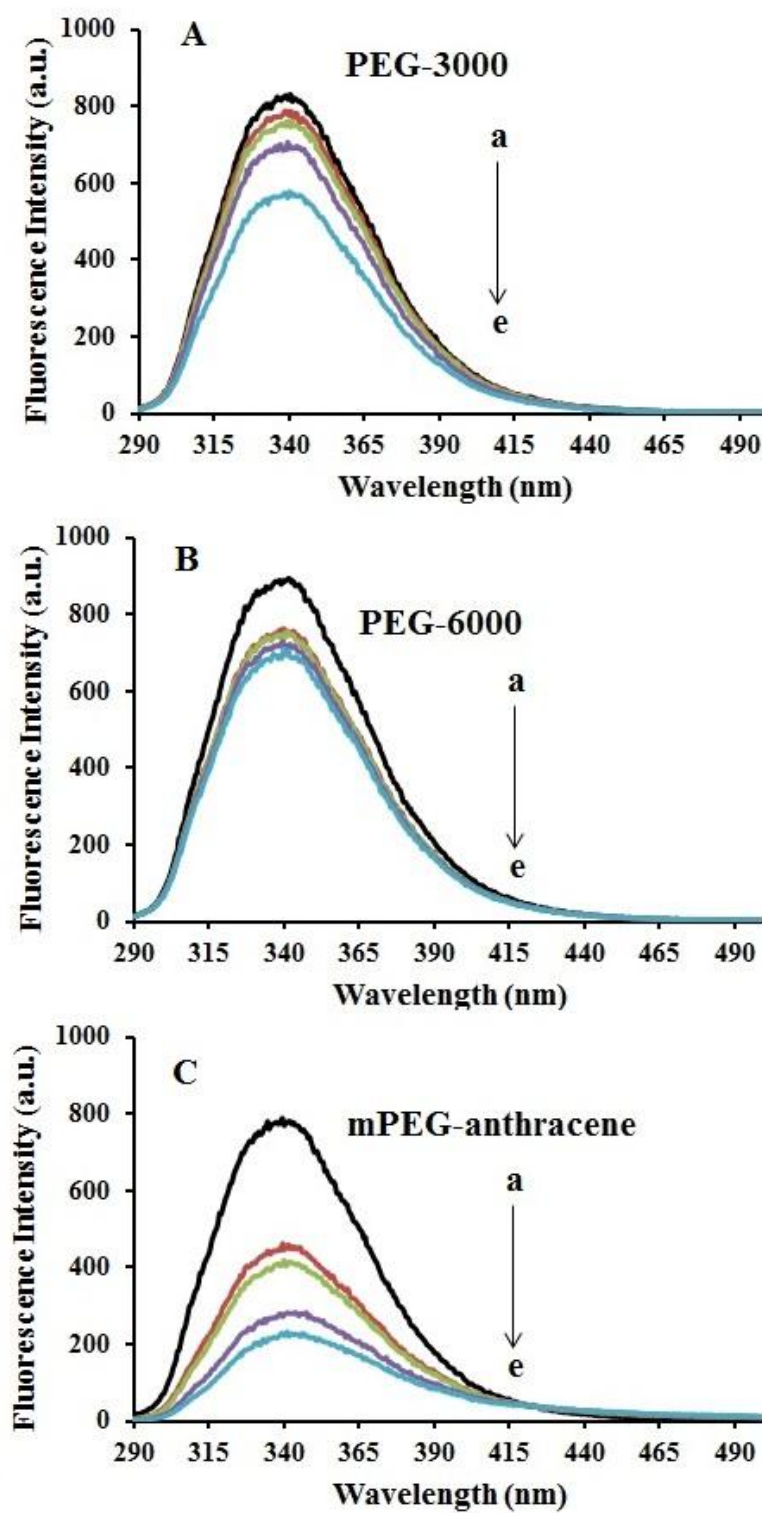 A
PEG-3000
a
e
Fluorescence Intensity (a.u.)
1000
800
600
400
200
0
290 315 340 365 390 415 440 465 490
Wavelength (nm)
B
PEG-6000
a
e
Fluorescence Intensity (a.u.)
1000
800
600
400
200
0
290 315 340 365 390 415 440 465 490
Wavelength (nm)
C
mPEG-anthracene
a
e
Fluorescence Intensity (a.u.)
1000
800
600
400
200
0
290 315 340 365 390 415 440 465 490
Wavelength (nm)